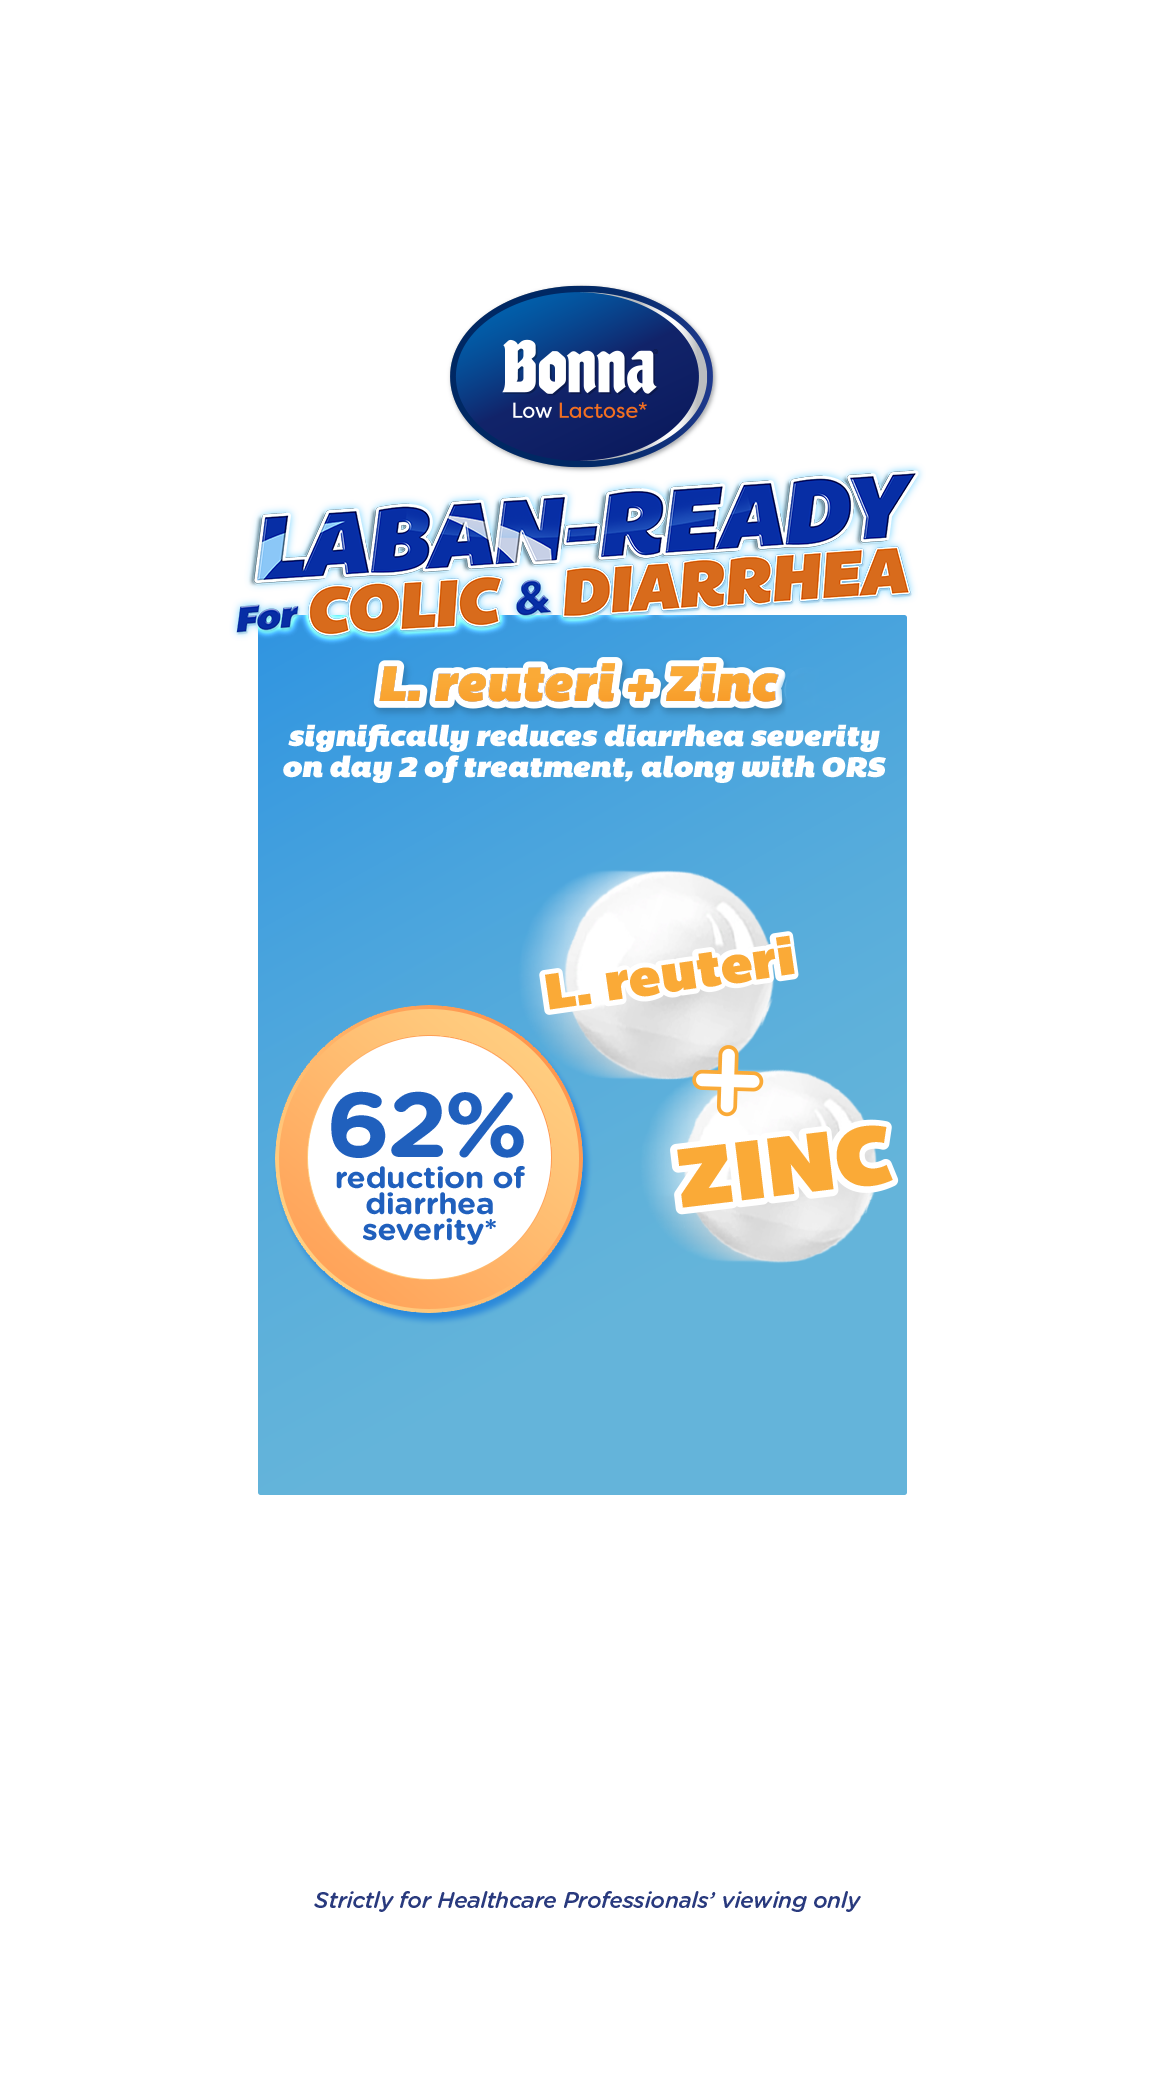 Bonna
Low Lactose*
LABAN-READY
For COLIC & DIARRHEA
L. reuteri + Zinc
significally reduces diarrhea severity
on day 2 of treatment, along with ORS
L. reuteri
+
ZINC
62%
reduction of
diarrhea
severity*
Strictly for Healthcare Professionals’ viewing only